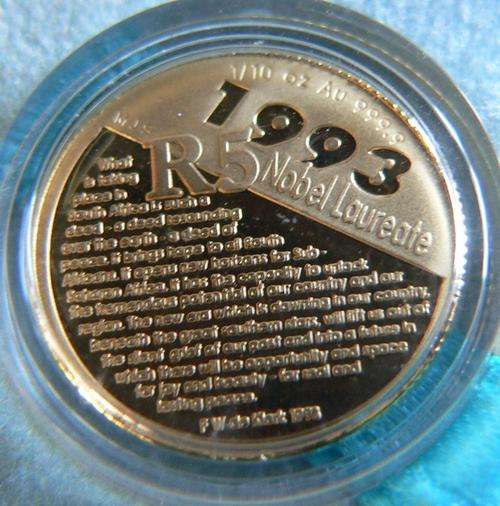 1/10 oz Au 999.9
1993
R5 Nobel Laureate
What
is taking
place in
South Africa is such a
deed - a deed resounding
over the earth - a deed of
peace. It brings hope to all South
Africans. It opens new horizons for Sub-
Saharan Africa. It has the capacity to unlock
the tremendous potential of our country and our
region. The new era which is dawning in our country,
beneath the great southern stars, will lift us out of
the silent grief of our past and into a future in
which there will be opportunity and space
for joy and beauty - for real and
lasting peace.
F W de Klerk 1993